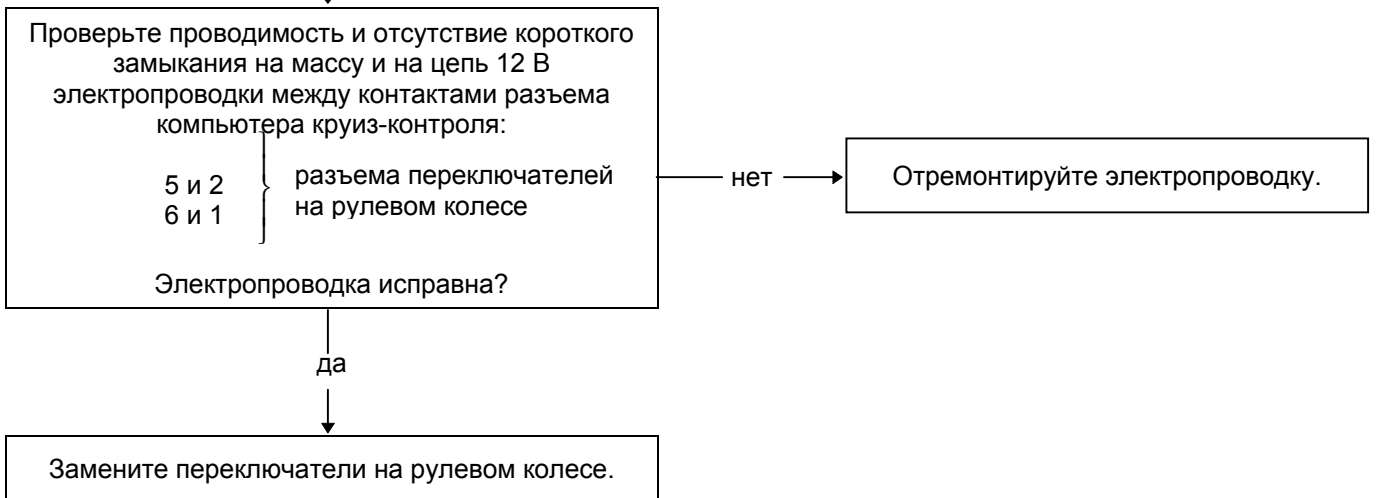 Проверьте проводимость и отсутствие короткого
замыкания на массу и на цепь 12 В
электропроводки между контактами разъема
компьютера круиз-контроля:
5 и 2
6 и 1
разъема переключателей
на рулевом колесе
Электропроводка исправна?
нет
Отремонтируйте электропроводку.
да
Замените переключатели на рулевом колесе.